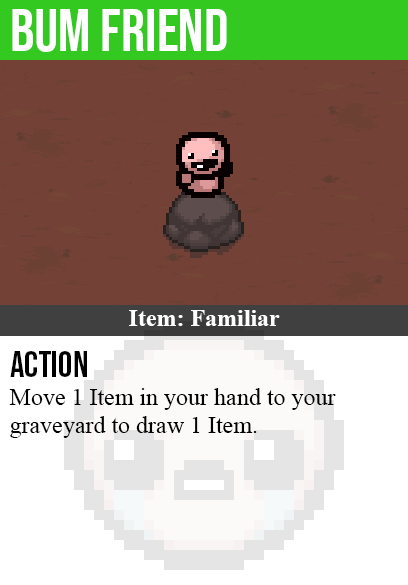 BUM FRIEND
Item: Familiar
ACTION
Move 1 Item in your hand to your
graveyard to draw 1 Item.